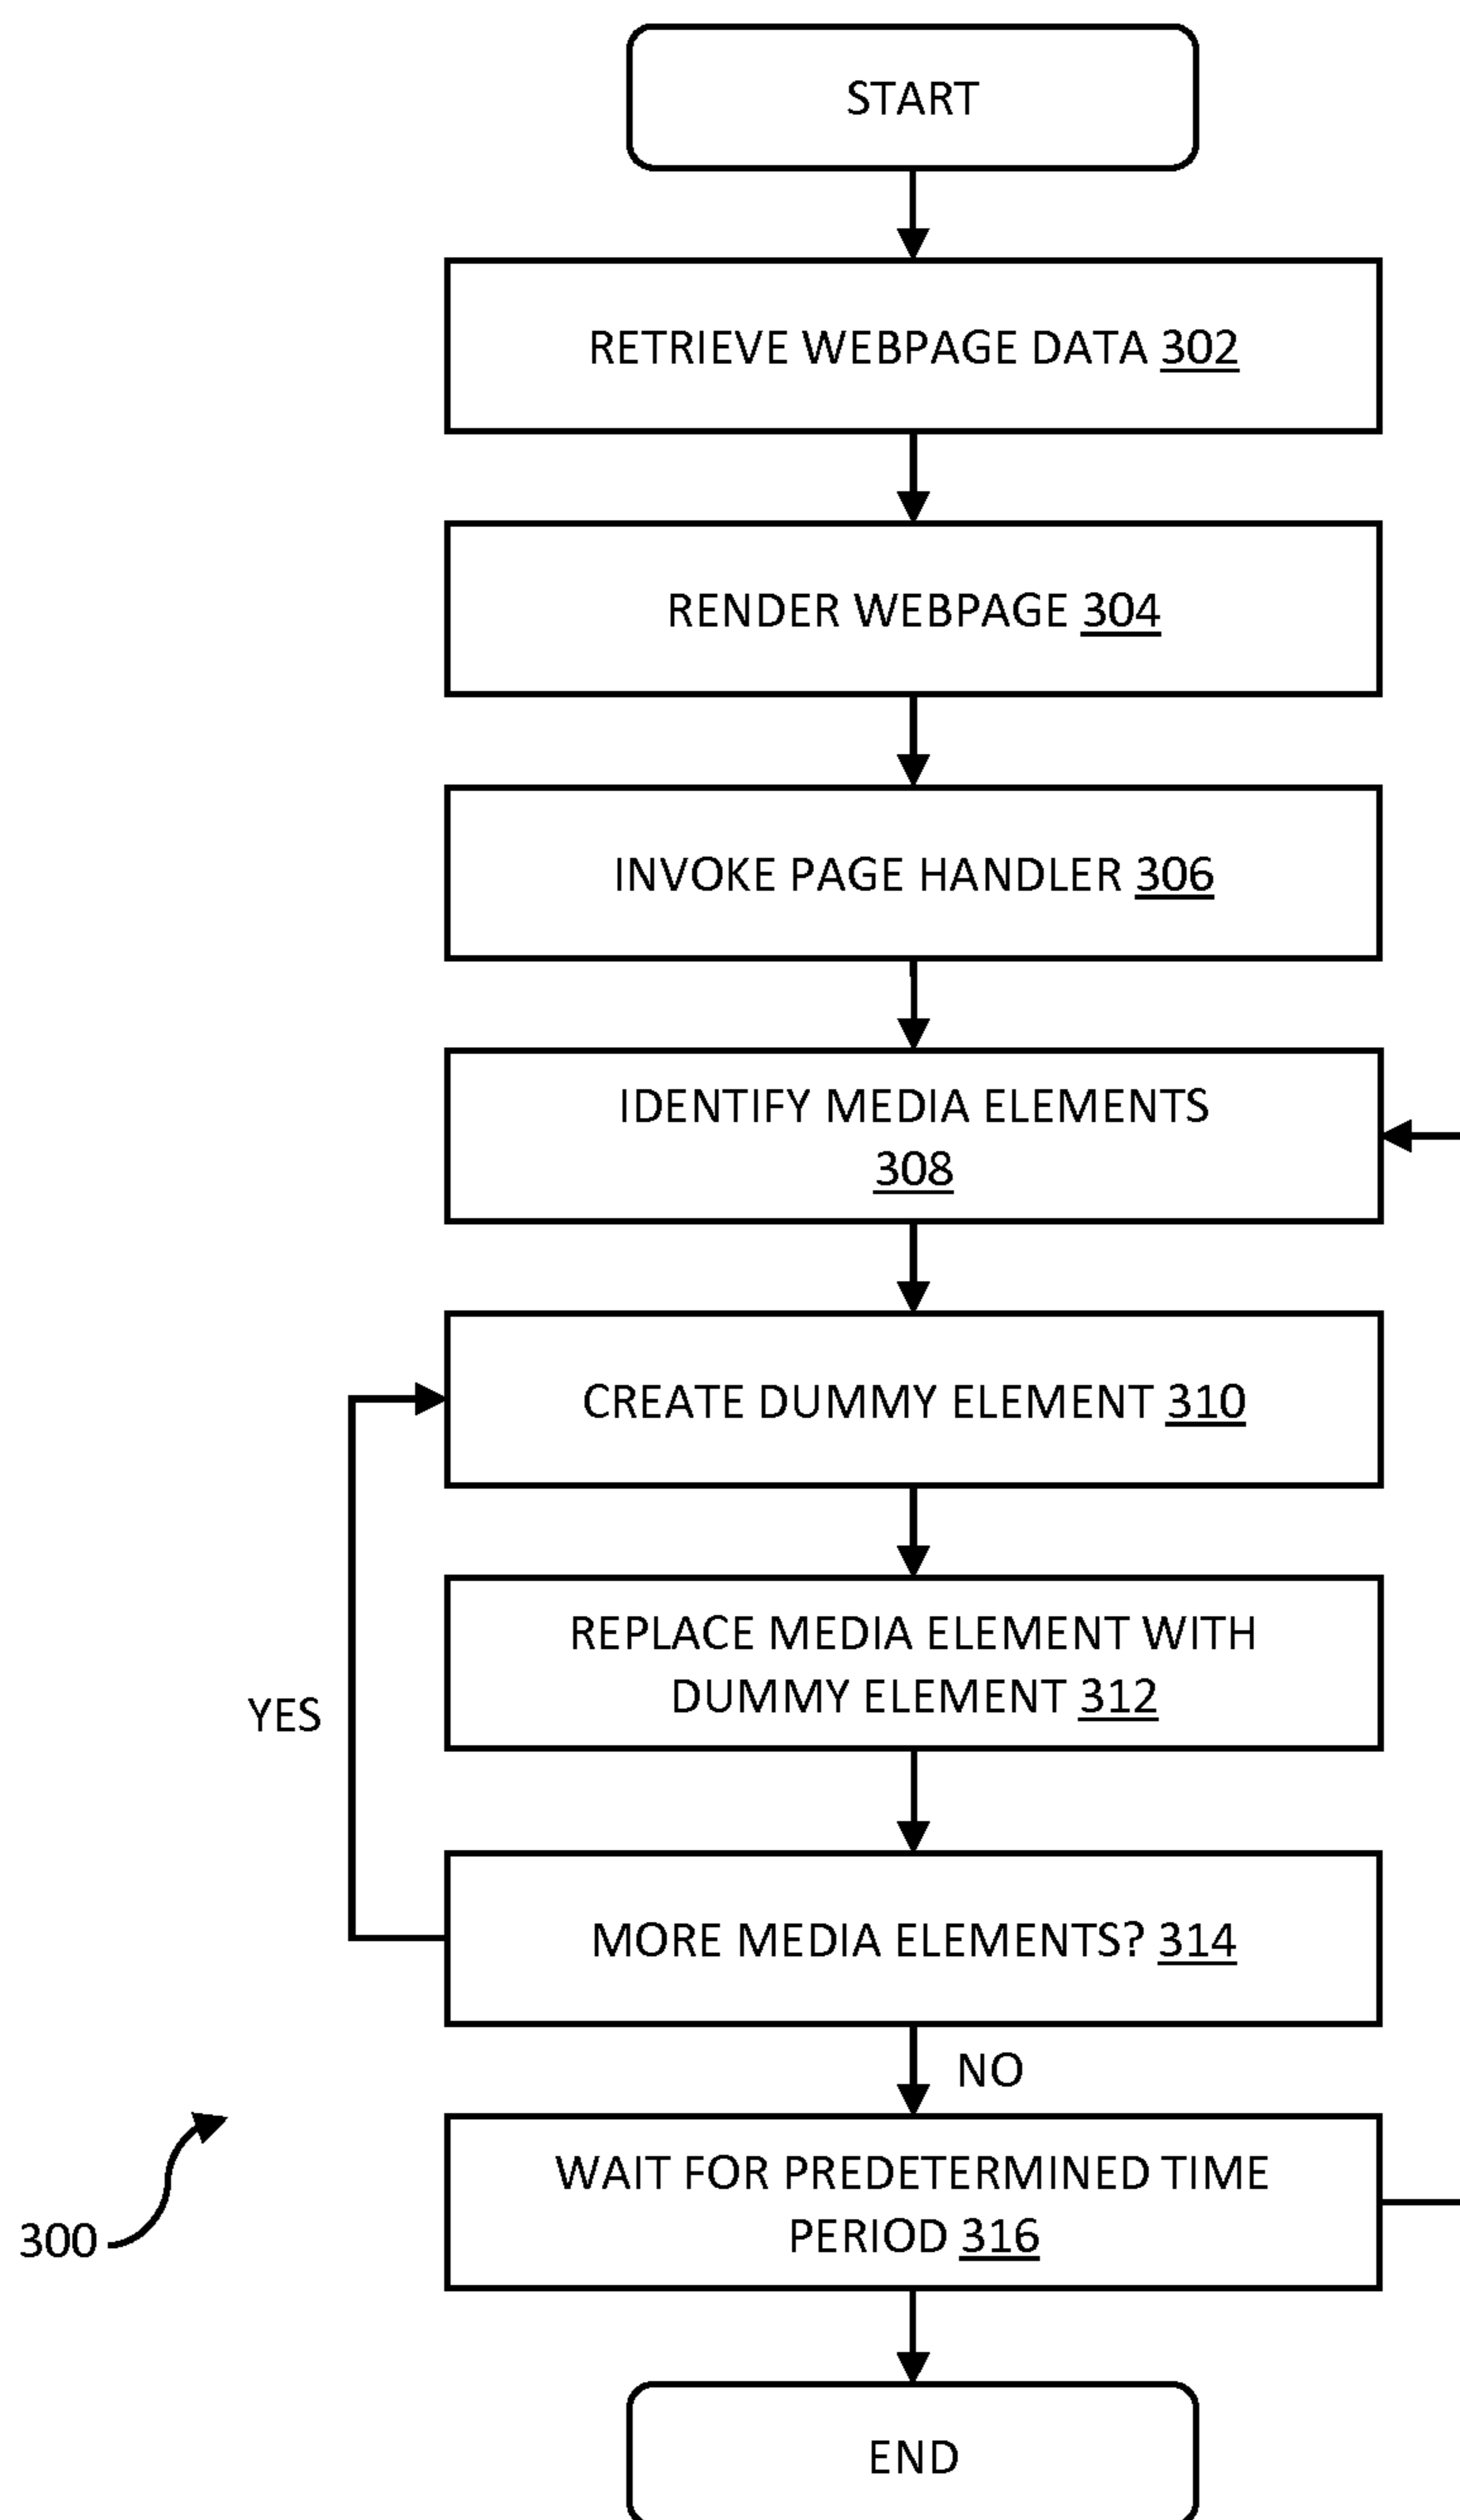 START
RETRIEVE WEBPAGE DATA 302
RENDER WEBPAGE 304
INVOKE PAGE HANDLER 306
IDENTIFY MEDIA ELEMENTS
308
CREATE DUMMY ELEMENT 310
REPLACE MEDIA ELEMENT WITH
DUMMY ELEMENT 312
YES
MORE MEDIA ELEMENTS? 314
NO
WAIT FOR PREDETERMINED TIME
PERIOD 316
300
END